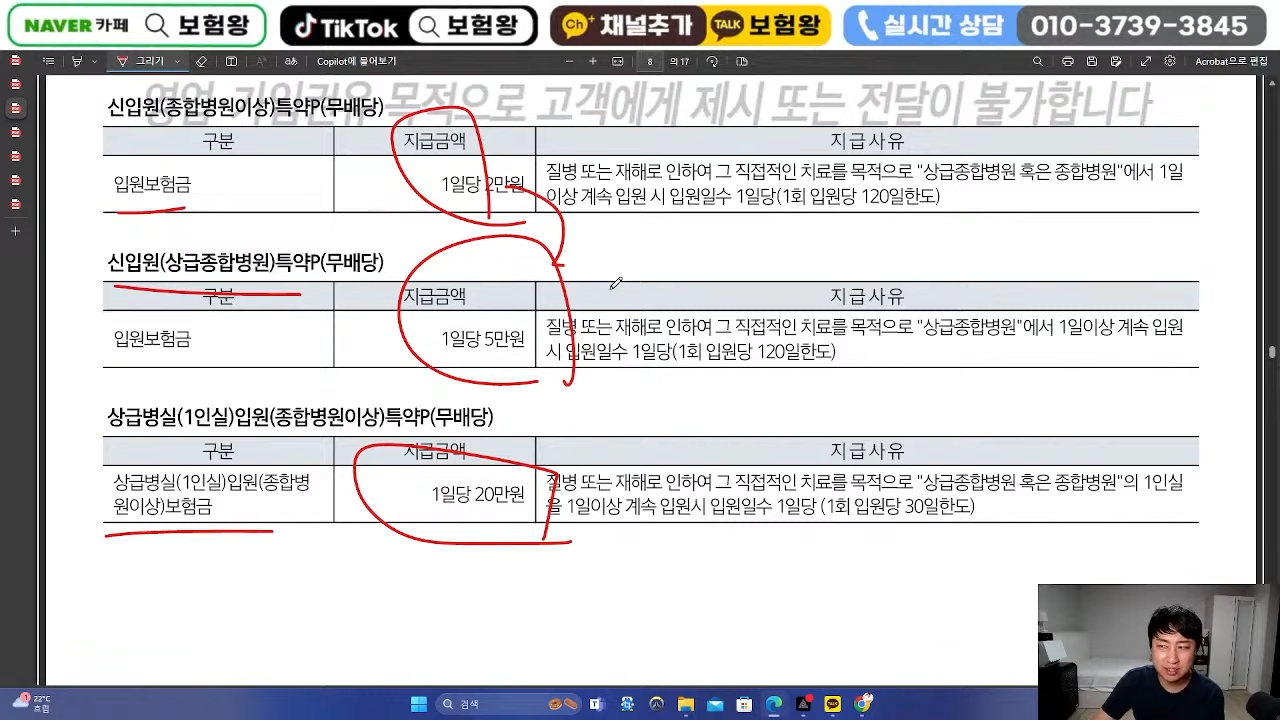 NAVER 카페 보험왕 TikTok 보험왕 Ch+ 채널추가 TALK 보험왕 실시간 상담 010-3739-3845
그리기 Copilot에 물어보기 8 의 17 Acrobat으로 편집
영업·가입권유 목적으로 고객에게 제시 또는 전달이 불가합니다
신입원(종합병원이상)특약P(무배당)
구분 지급금액 지급사유
입원보험금 1일당 2만원 질병 또는 재해로 인하여 그 직접적인 치료를 목적으로 "상급종합병원 혹은 종합병원"에서 1일
이상 계속 입원 시 입원일수 1일당(1회 입원당 120일한도)
신입원(상급종합병원)특약P(무배당)
구분 지급금액 지급사유
입원보험금 1일당 5만원 질병 또는 재해로 인하여 그 직접적인 치료를 목적으로 "상급종합병원"에서 1일이상 계속 입원
시 입원일수 1일당(1회 입원당 120일한도)
상급병실(1인실)입원(종합병원이상)특약P(무배당)
구분 지급금액 지급사유
상급병실(1인실)입원(종합병
원이상)보험금 1일당 20만원 질병 또는 재해로 인하여 그 직접적인 치료를 목적으로 "상급종합병원 혹은 종합병원"의 1인실
을 1일이상 계속 입원시 입원일수 1일당 (1회 입원당 30일한도)
1 22°C
흐림 검색 TALK